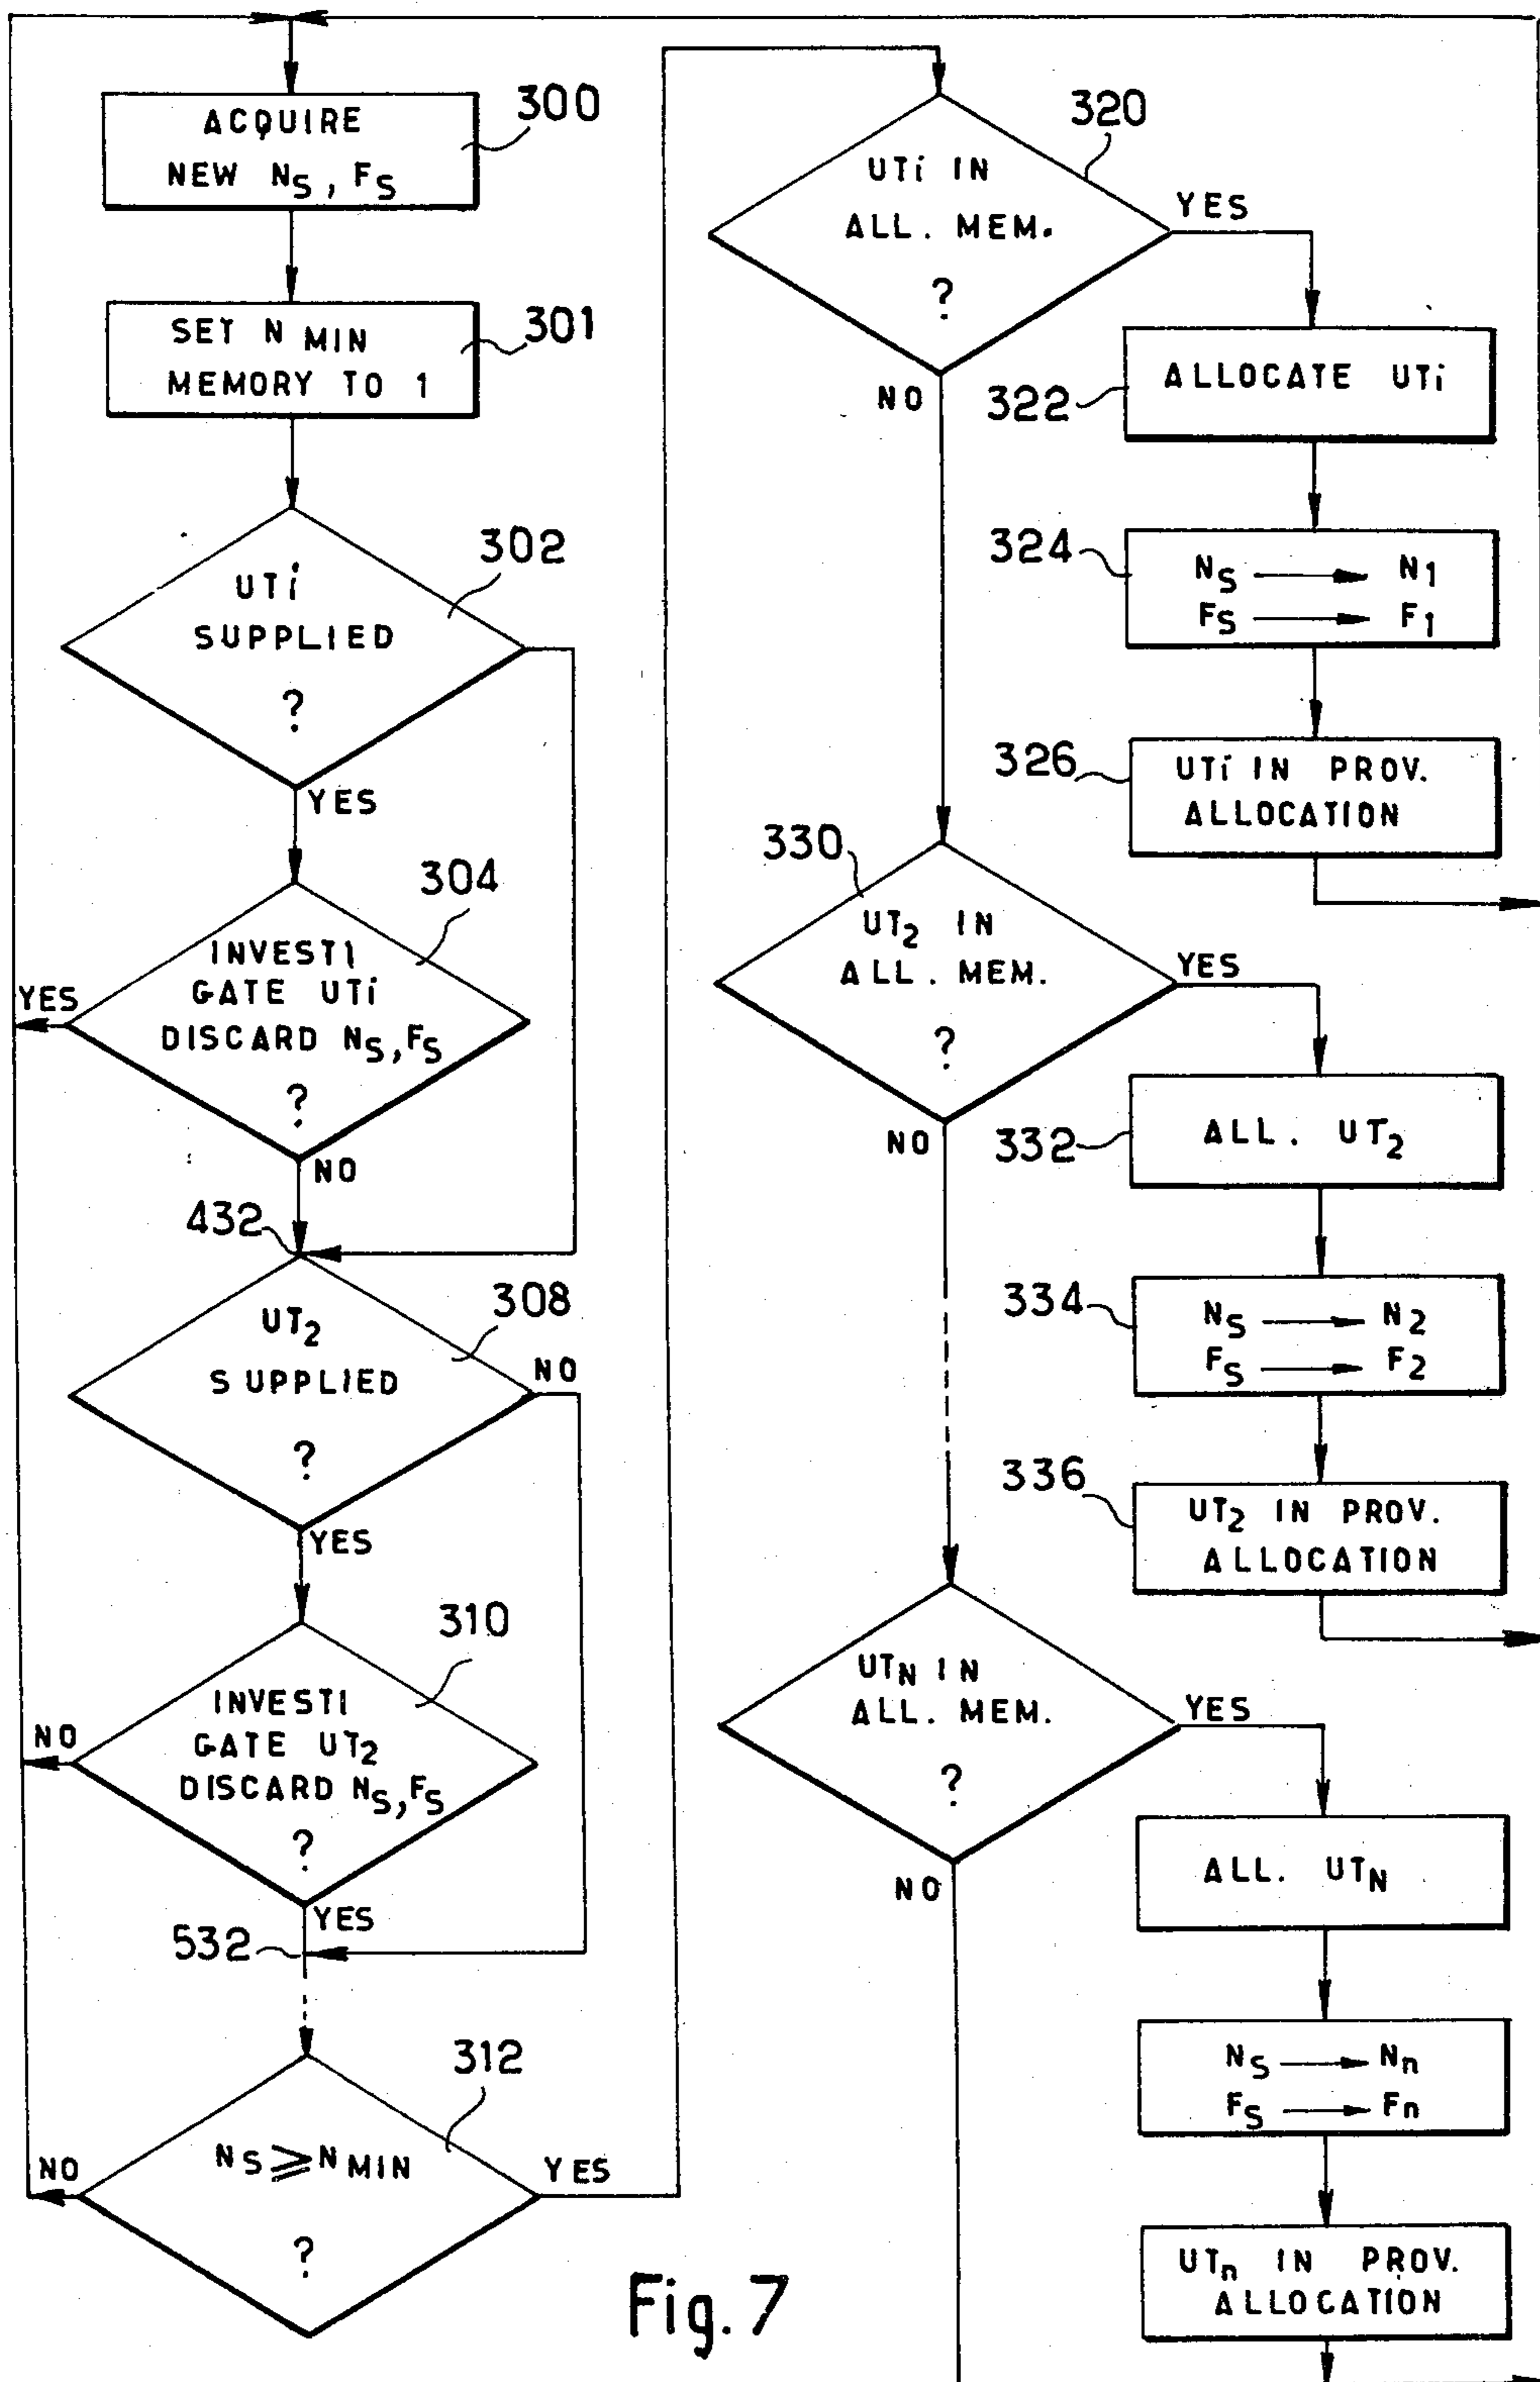 300
ACQUIRE
NEW NS, FS
301
SET N MIN
MEMORY TO 1
302
UTi
SUPPLIED
?
YES
304
INVESTI
GATE UTi
DISCARD NS, FS
?
YES
NO
432
308
UT2
SUPPLIED
?
NO
YES
310
INVESTI
GATE UT2
DISCARD NS, FS
?
NO
YES
532
312
NS ⩾ N MIN
?
NO
YES
320
UTi IN
ALL. MEM.
?
YES
NO
322
ALLOCATE UTi
324
NS → N1
FS → F1
326
UTi IN PROV.
ALLOCATION
330
UT2 IN
ALL. MEM.
?
YES
NO
332
ALL. UT2
334
NS → N2
FS → F2
336
UT2 IN PROV.
ALLOCATION
UTN IN
ALL. MEM.
?
YES
NO
ALL. UTN
NS → Nn
FS → Fn
UTn IN PROV.
ALLOCATION
Fig. 7